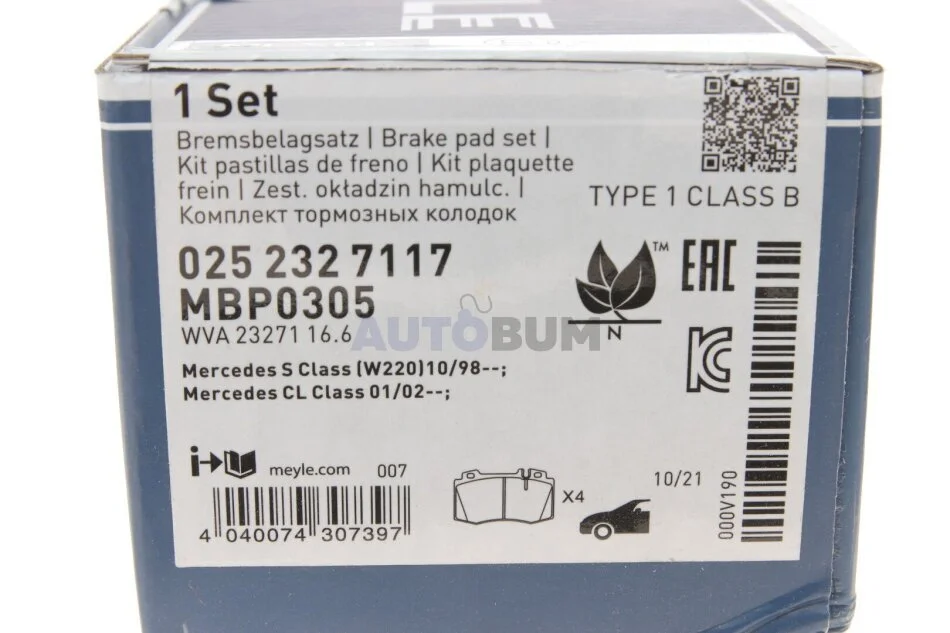 1 Set
Bremsbelagsatz | Brake pad set |
Kit pastillas de freno | Kit plaquette
frein | Zest. okładzin hamulc. |
Комплект тормозных колодок
TYPE 1 CLASS B
025 232 7117
MBP0305
WVA 23271 16.6
AUTOBUM
TM
N
EAC
Mercedes S Class (W220)10/98--;
Mercedes CL Class 01/02--;
meyle.com
007
4 040074 307397
X4
10/21
000V190